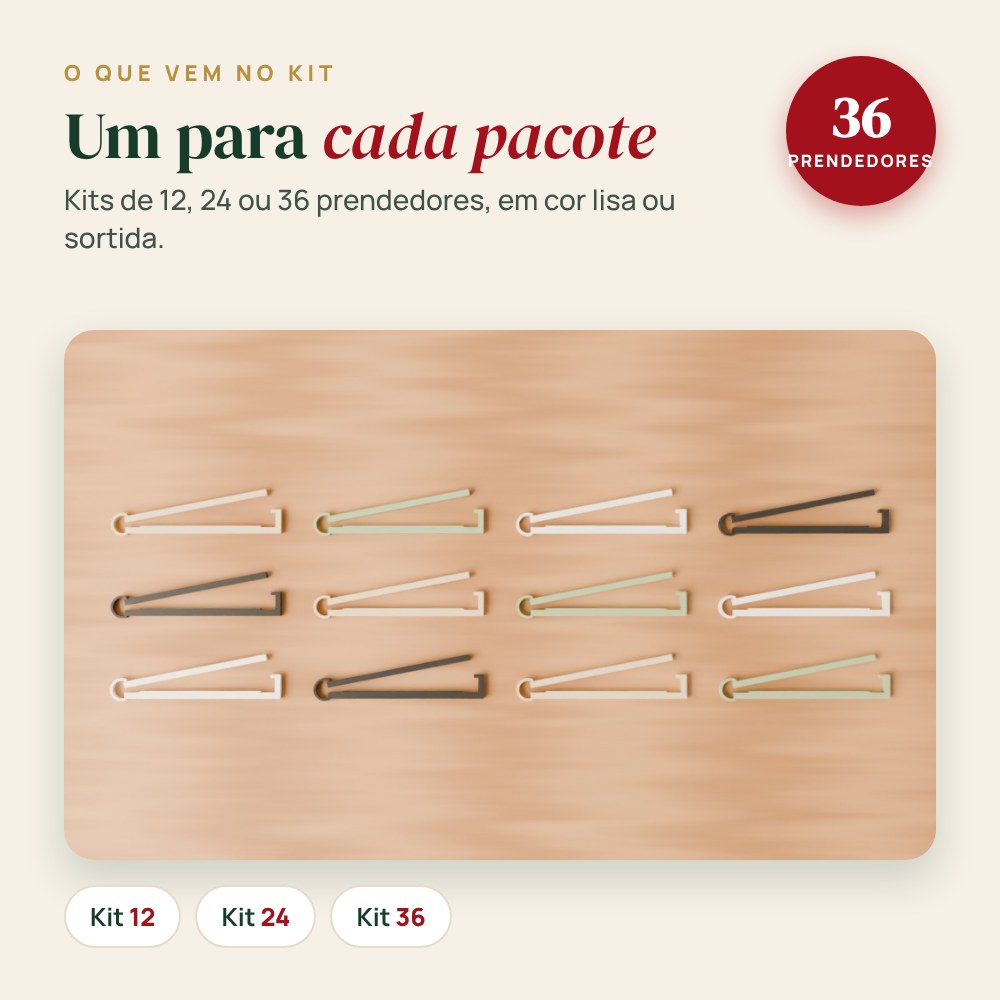 O QUE VEM NO KIT
Um para cada pacote
Kits de 12, 24 ou 36 prendedores, em cor lisa ou
sortida.
36
PRENDEDORES
Kit 12
Kit 24
Kit 36